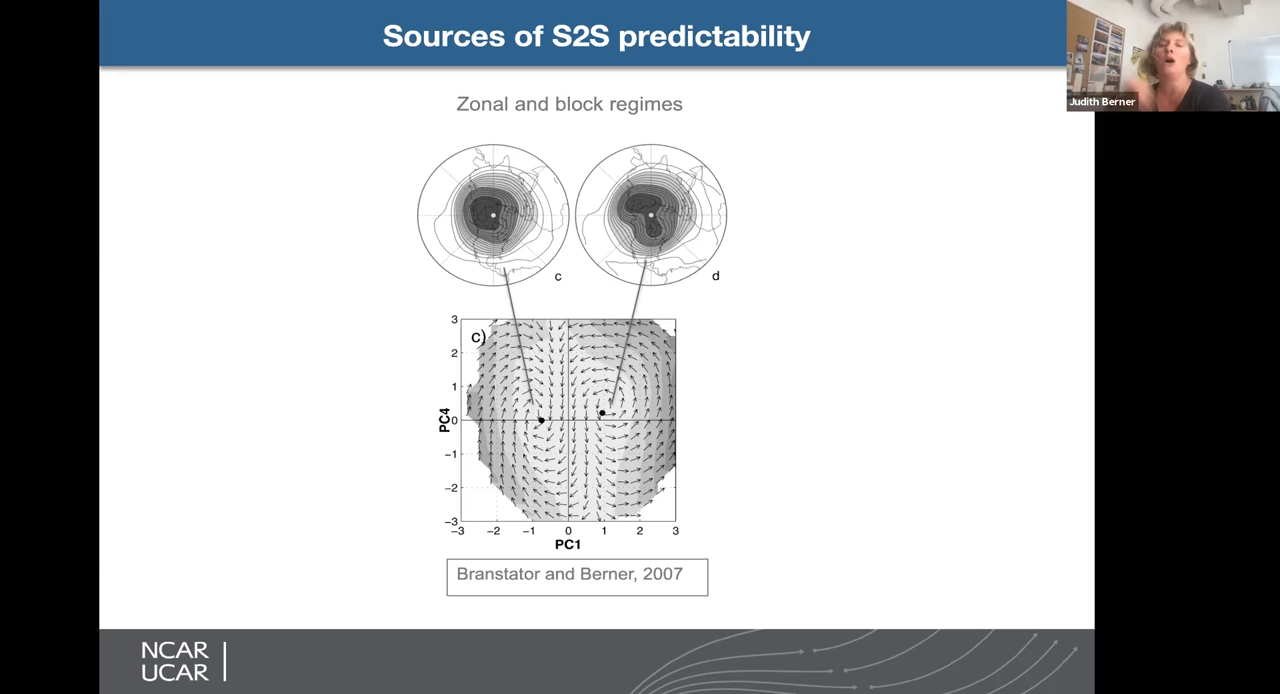 Sources of S2S predictability
Judith Berner
Zonal and block regimes
c
d
c)
3
2
1
0
−1
−2
−3
PC4
−3 −2 −1 0 1 2 3
PC1
Branstator and Berner, 2007
NCAR
UCAR